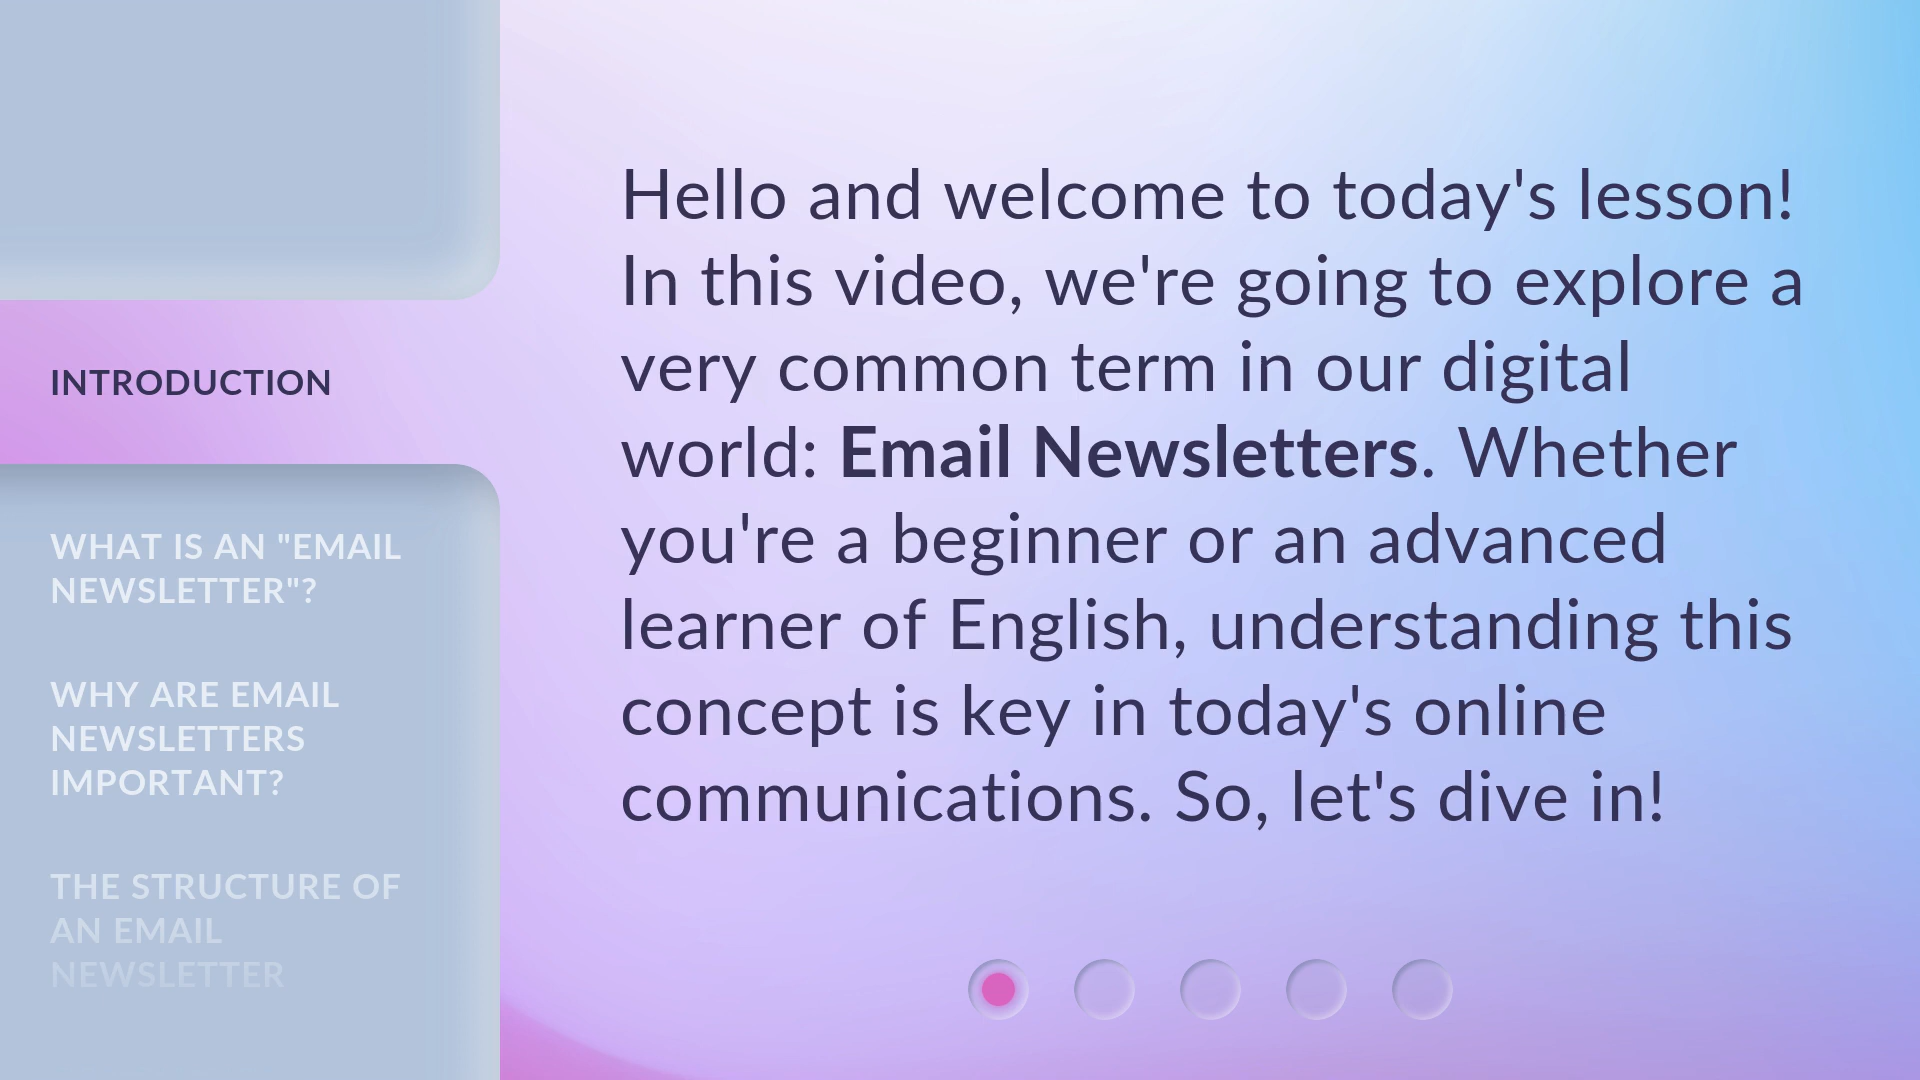 INTRODUCTION
WHAT IS AN "EMAIL
NEWSLETTER"?
WHY ARE EMAIL
NEWSLETTERS
IMPORTANT?
THE STRUCTURE OF
AN EMAIL
NEWSLETTER
Hello and welcome to today's lesson!
In this video, we're going to explore a
very common term in our digital
world: Email Newsletters. Whether
you're a beginner or an advanced
learner of English, understanding this
concept is key in today's online
communications. So, let's dive in!